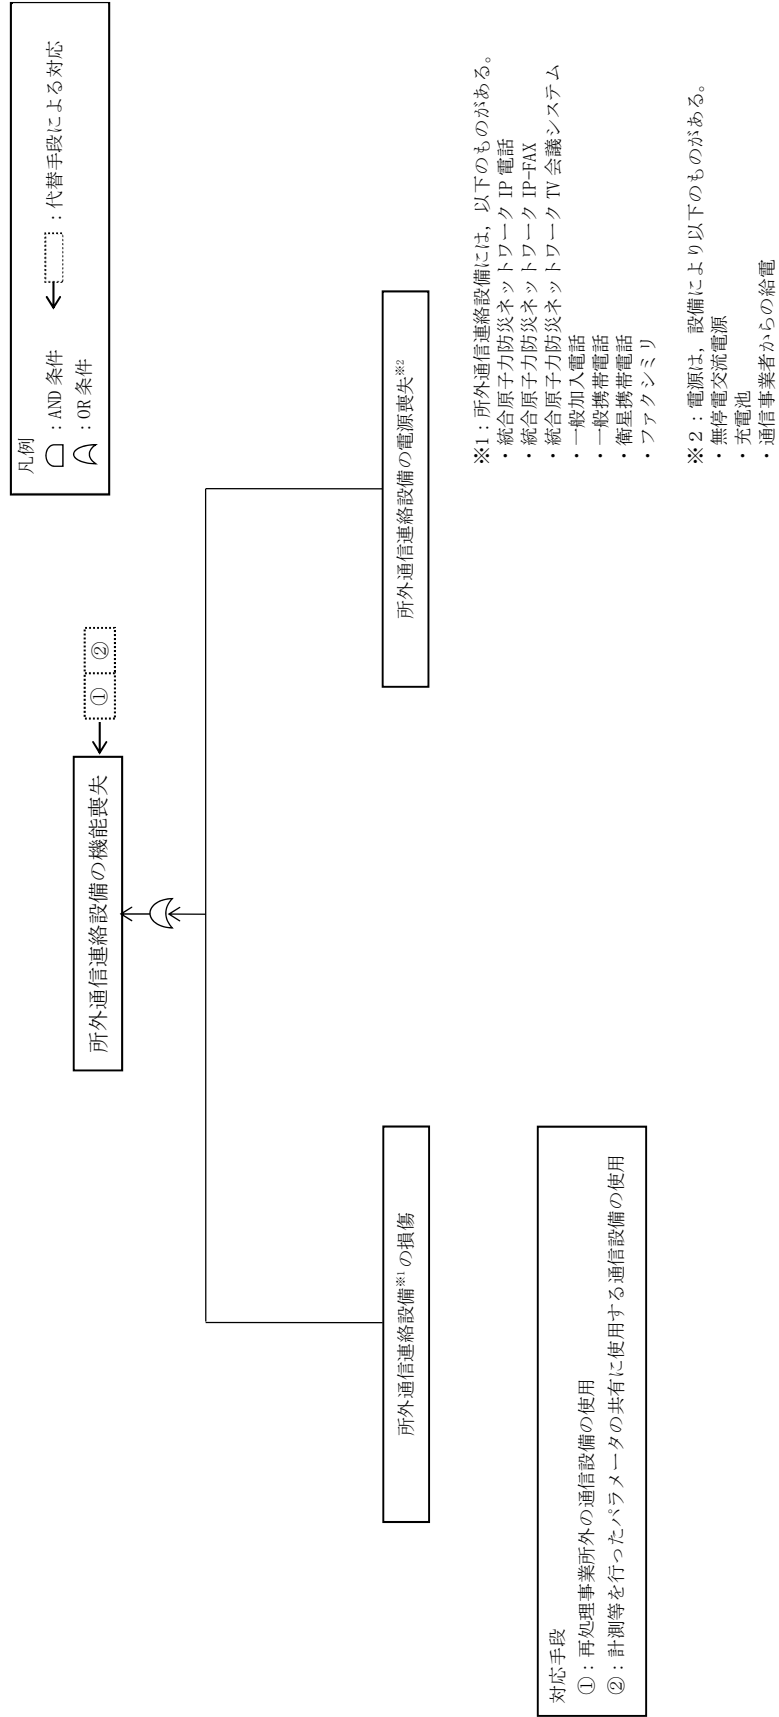 凡例
:AND 条件
:OR 条件
:代替手段による対応
所外通信連絡設備の機能喪失
① ②
所外通信連絡設備※1の損傷
所外通信連絡設備の電源喪失※2
対応手段
①:再処理事業所外の通信設備の使用
②:計測等を行ったパラメータの共有に使用する通信設備の使用
※1:所外通信連絡設備には,以下のものがある。
・統合原子力防災ネットワーク IP 電話
・統合原子力防災ネットワーク IP-FAX
・統合原子力防災ネットワーク TV 会議システム
・一般加入電話
・一般携帯電話
・衛星携帯電話
・ファクシミリ
※2:電源は,設備により以下のものがある。
・無停電交流電源
・充電池
・通信事業者からの給電